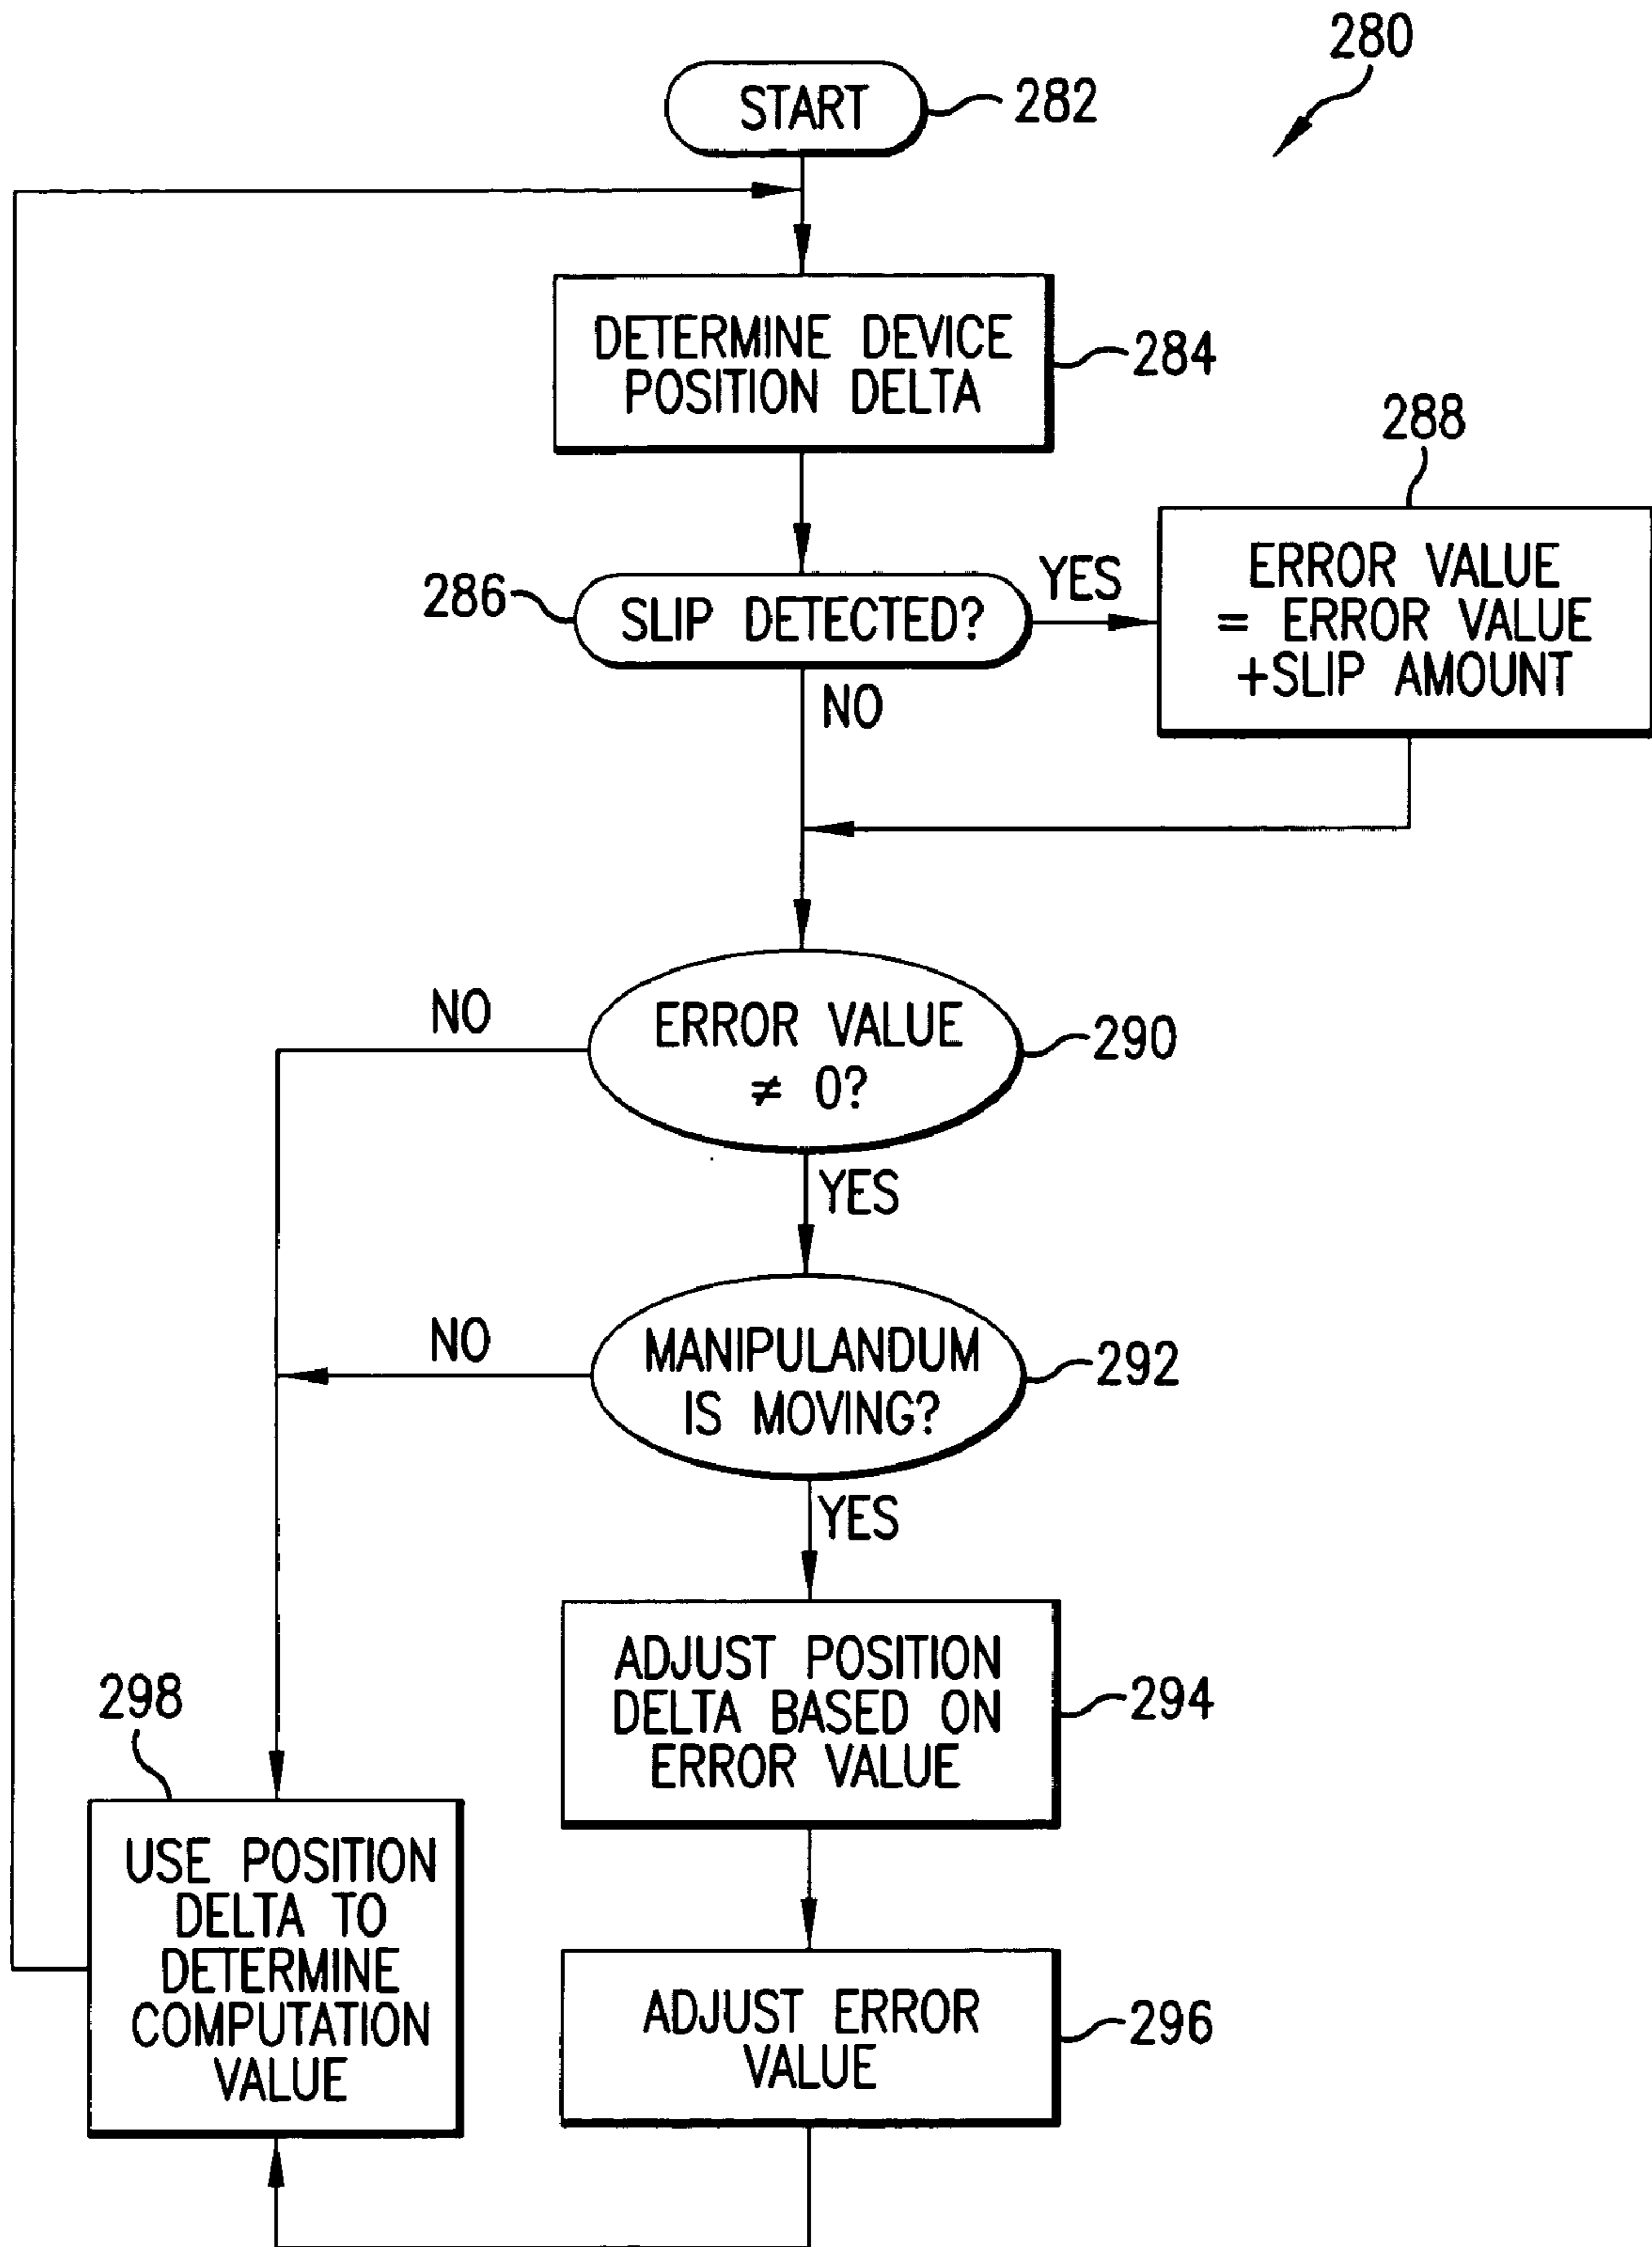 280
START
282
DETERMINE DEVICE
POSITION DELTA
284
288
286
SLIP DETECTED?
YES
ERROR VALUE
= ERROR VALUE
+SLIP AMOUNT
NO
NO
ERROR VALUE
≠ 0?
290
YES
NO
MANIPULANDUM
IS MOVING?
292
YES
ADJUST POSITION
DELTA BASED ON
ERROR VALUE
294
298
USE POSITION
DELTA TO
DETERMINE
COMPUTATION
VALUE
ADJUST ERROR
VALUE
296